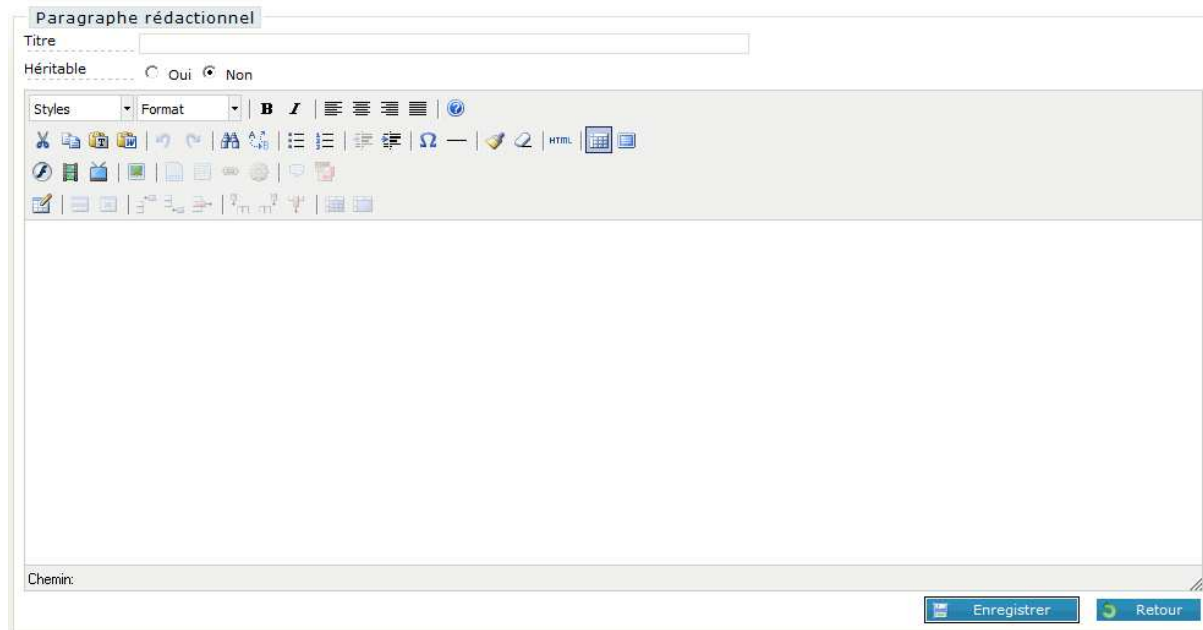 Paragraphe rédactionnel
Titre
Héritable Oui Non
Styles Format B I
HTML
Chemin:
Enregistrer Retour